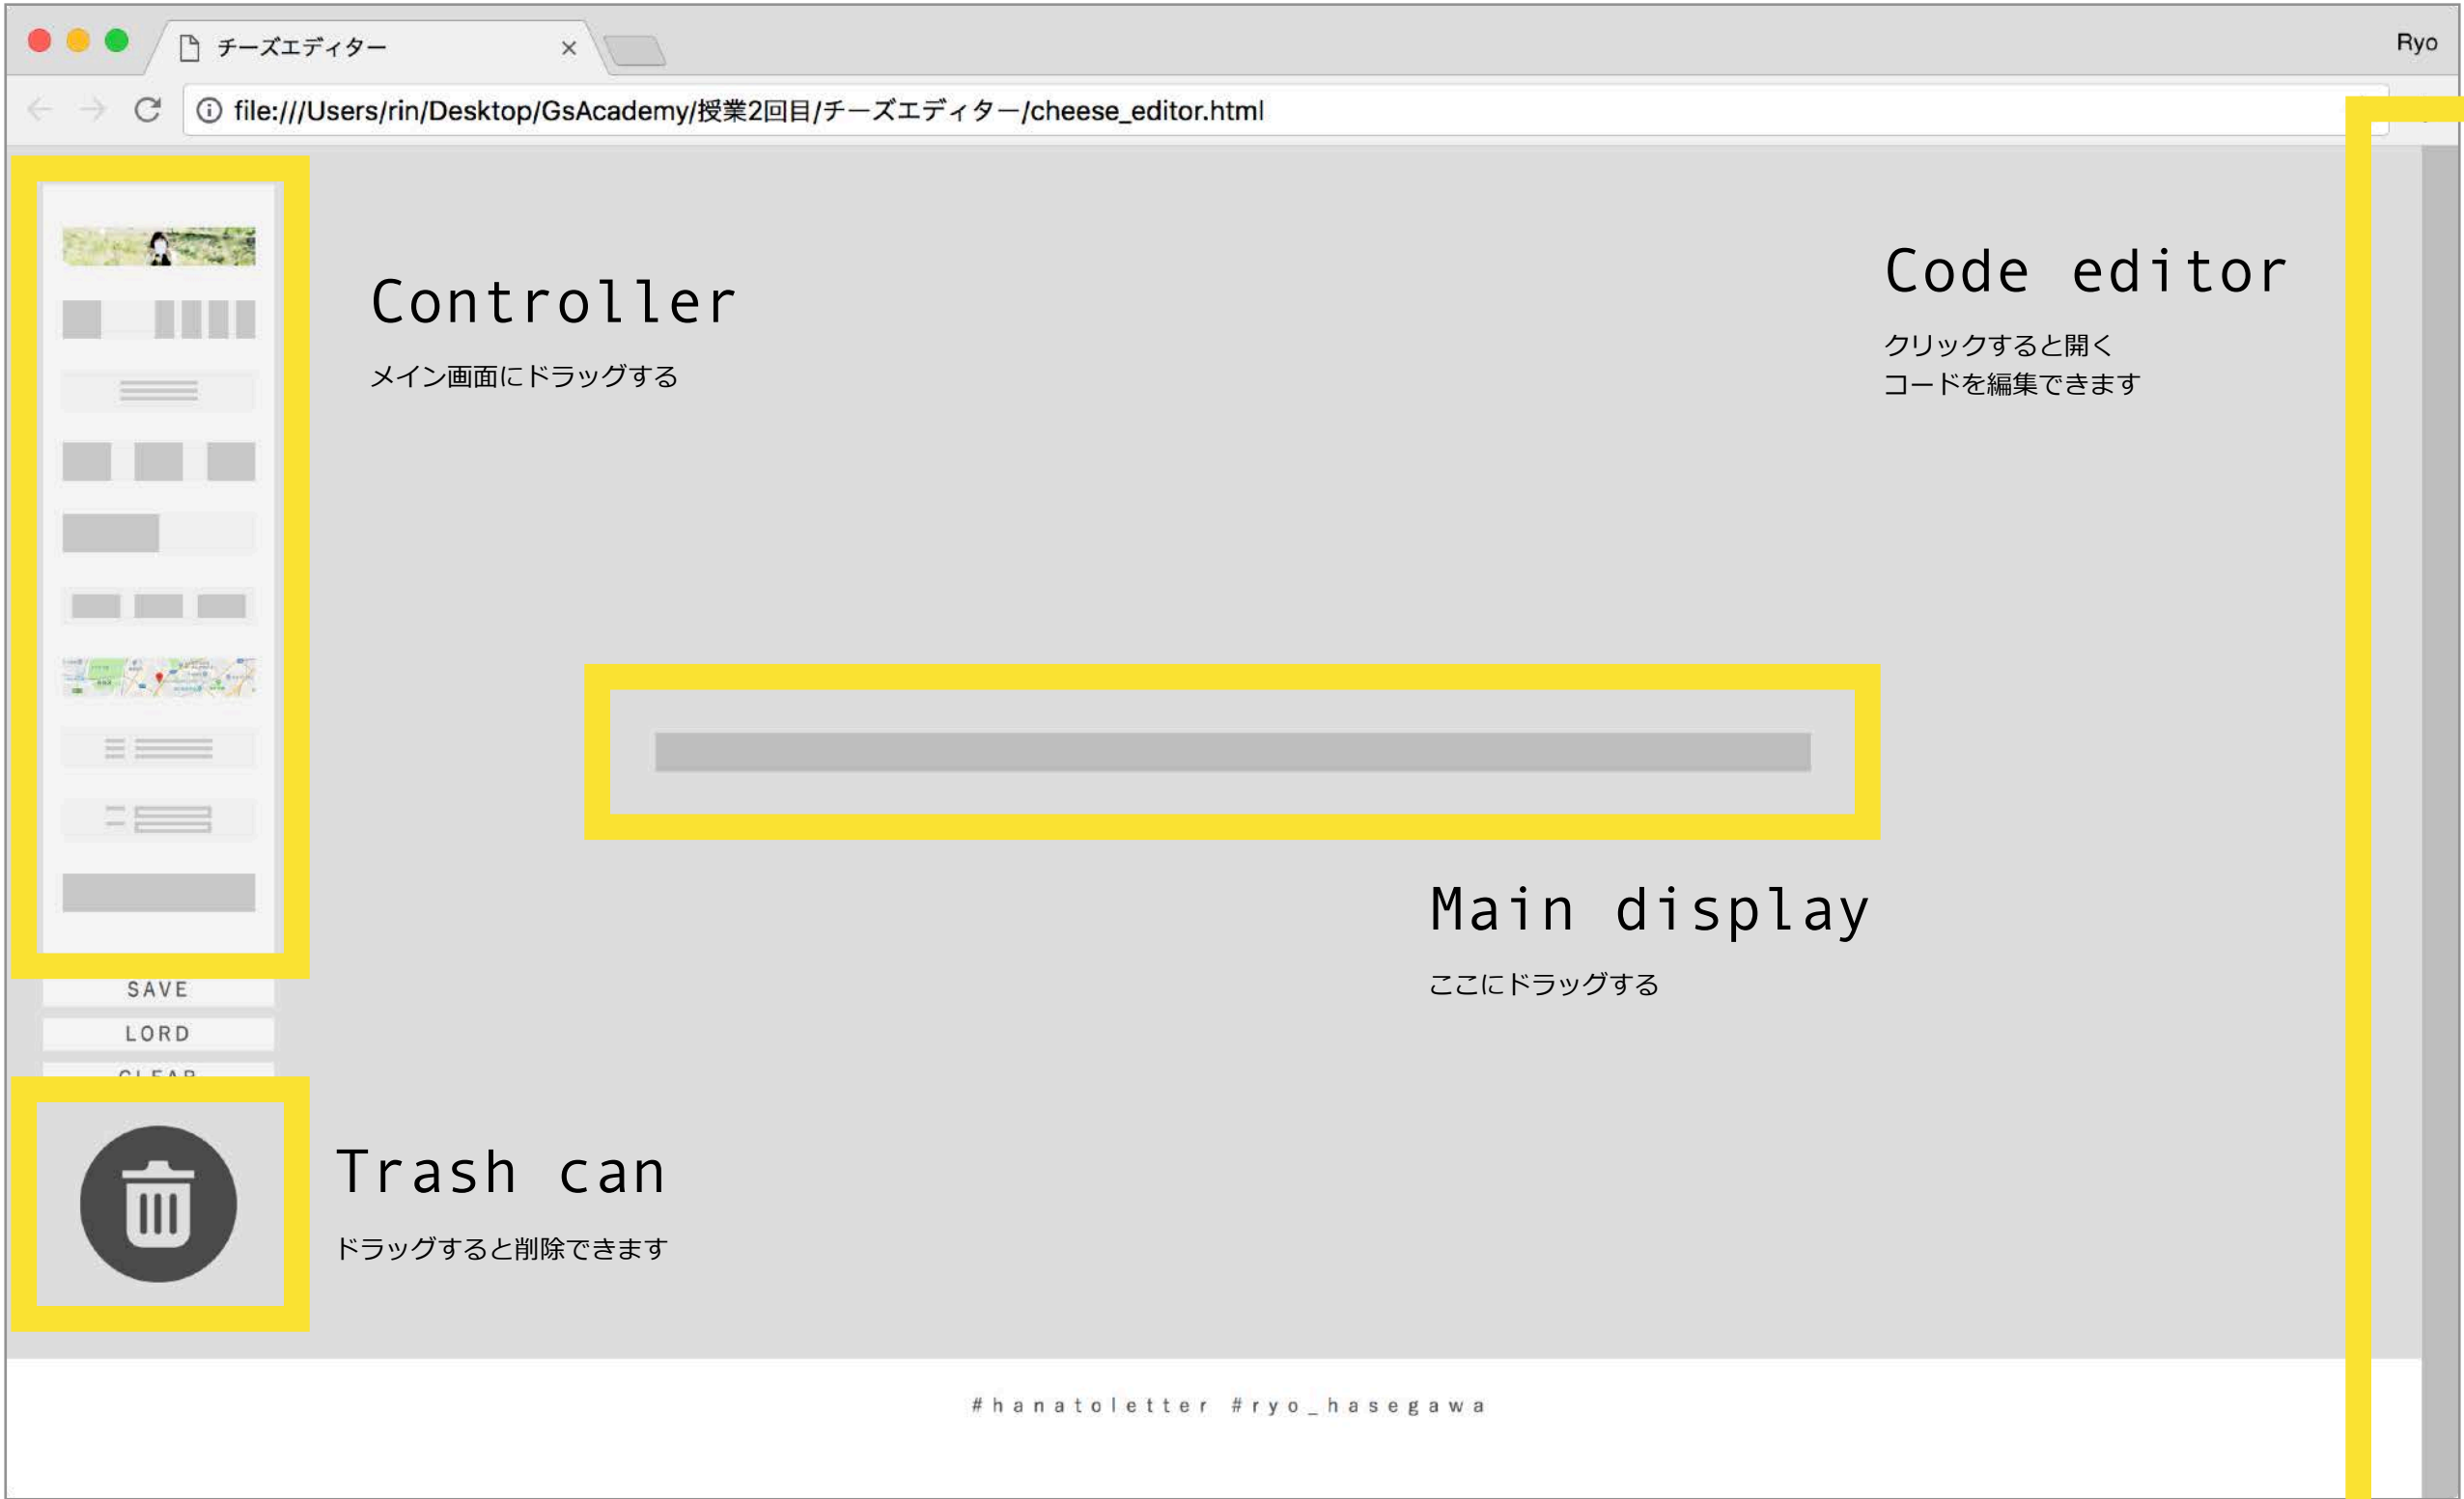 チーズエディター
Ryo
file:///Users/rin/Desktop/GsAcademy/授業2回目/チーズエディター/cheese_editor.html
Controller
メイン画面にドラッグする
Code editor
クリックすると開く
コードを編集できます
Main display
ここにドラッグする
SAVE
LORD
CLEAR
Trash can
ドラッグすると削除できます
#hanatoletter #ryo_hasegawa